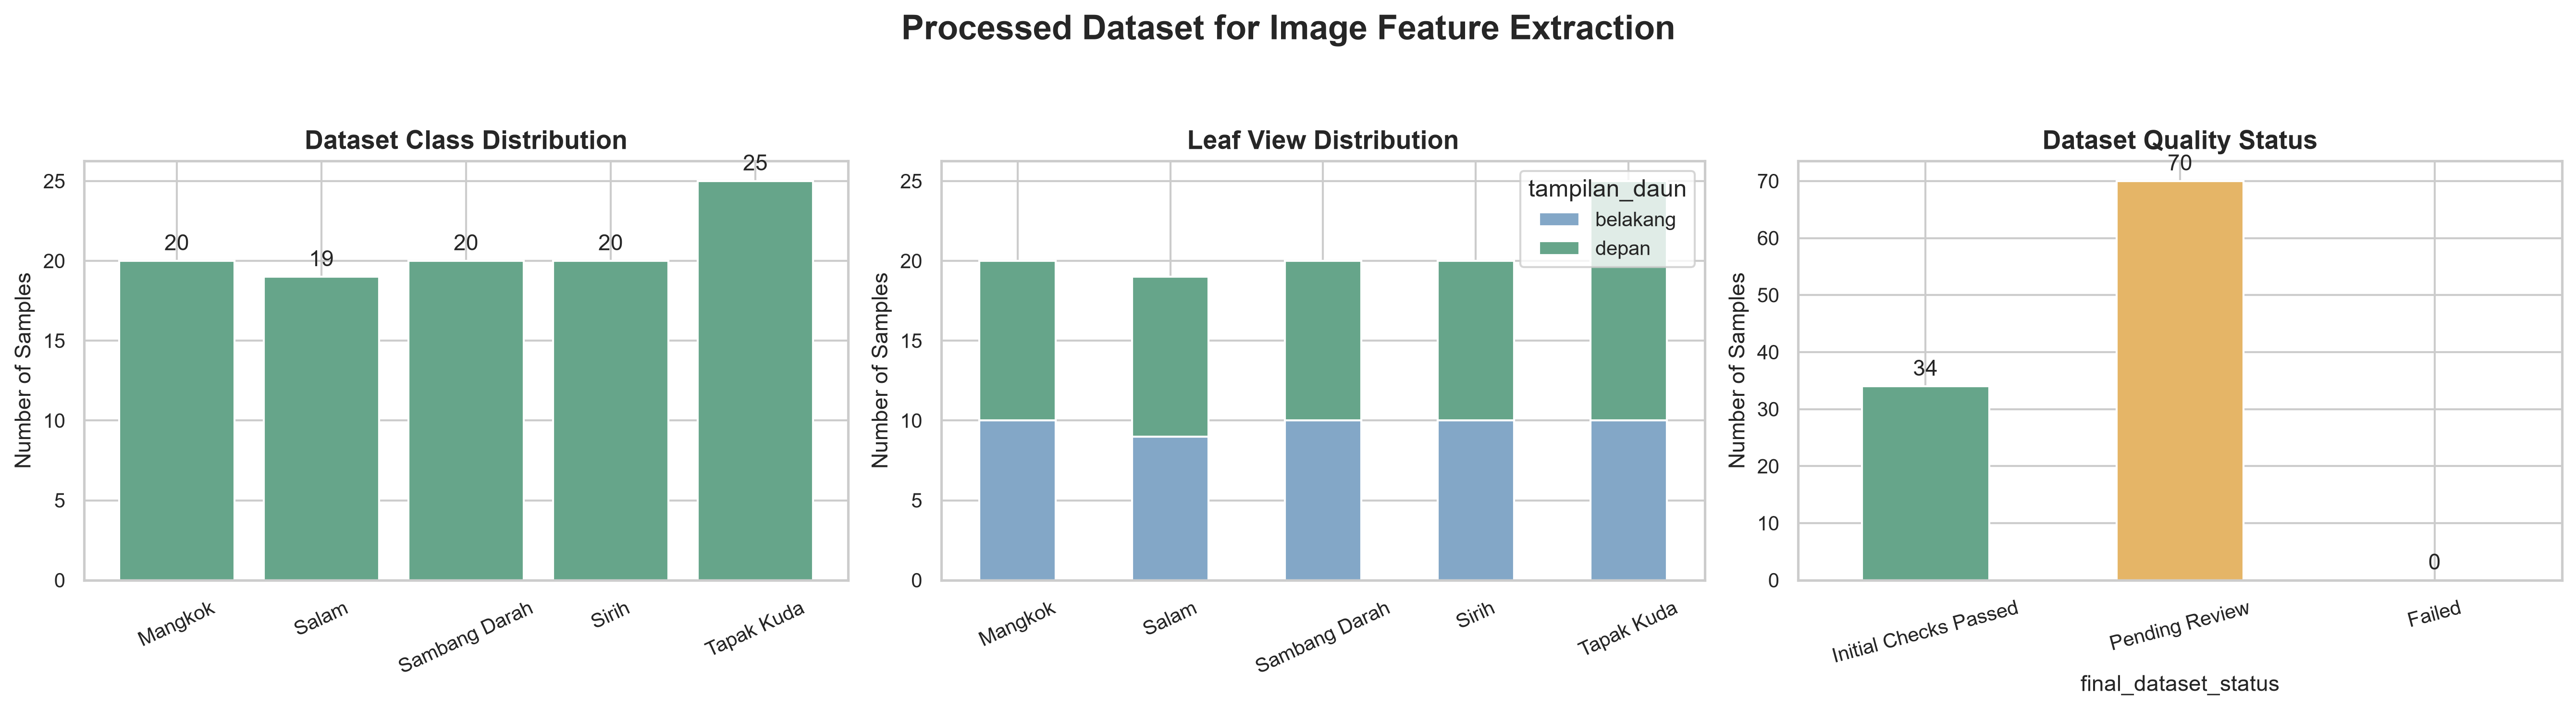 Processed Dataset for Image Feature Extraction
Dataset Class Distribution
Number of Samples
25
20
15
10
5
0
20
19
20
20
25
Mangkok
Salam
Sambang Darah
Sirih
Tapak Kuda
Leaf View Distribution
Number of Samples
25
20
15
10
5
0
tampilan_daun
belakang
depan
Mangkok
Salam
Sambang Darah
Sirih
Tapak Kuda
Dataset Quality Status
Number of Samples
70
60
50
40
30
20
10
0
34
70
0
Initial Checks Passed
Pending Review
Failed
final_dataset_status